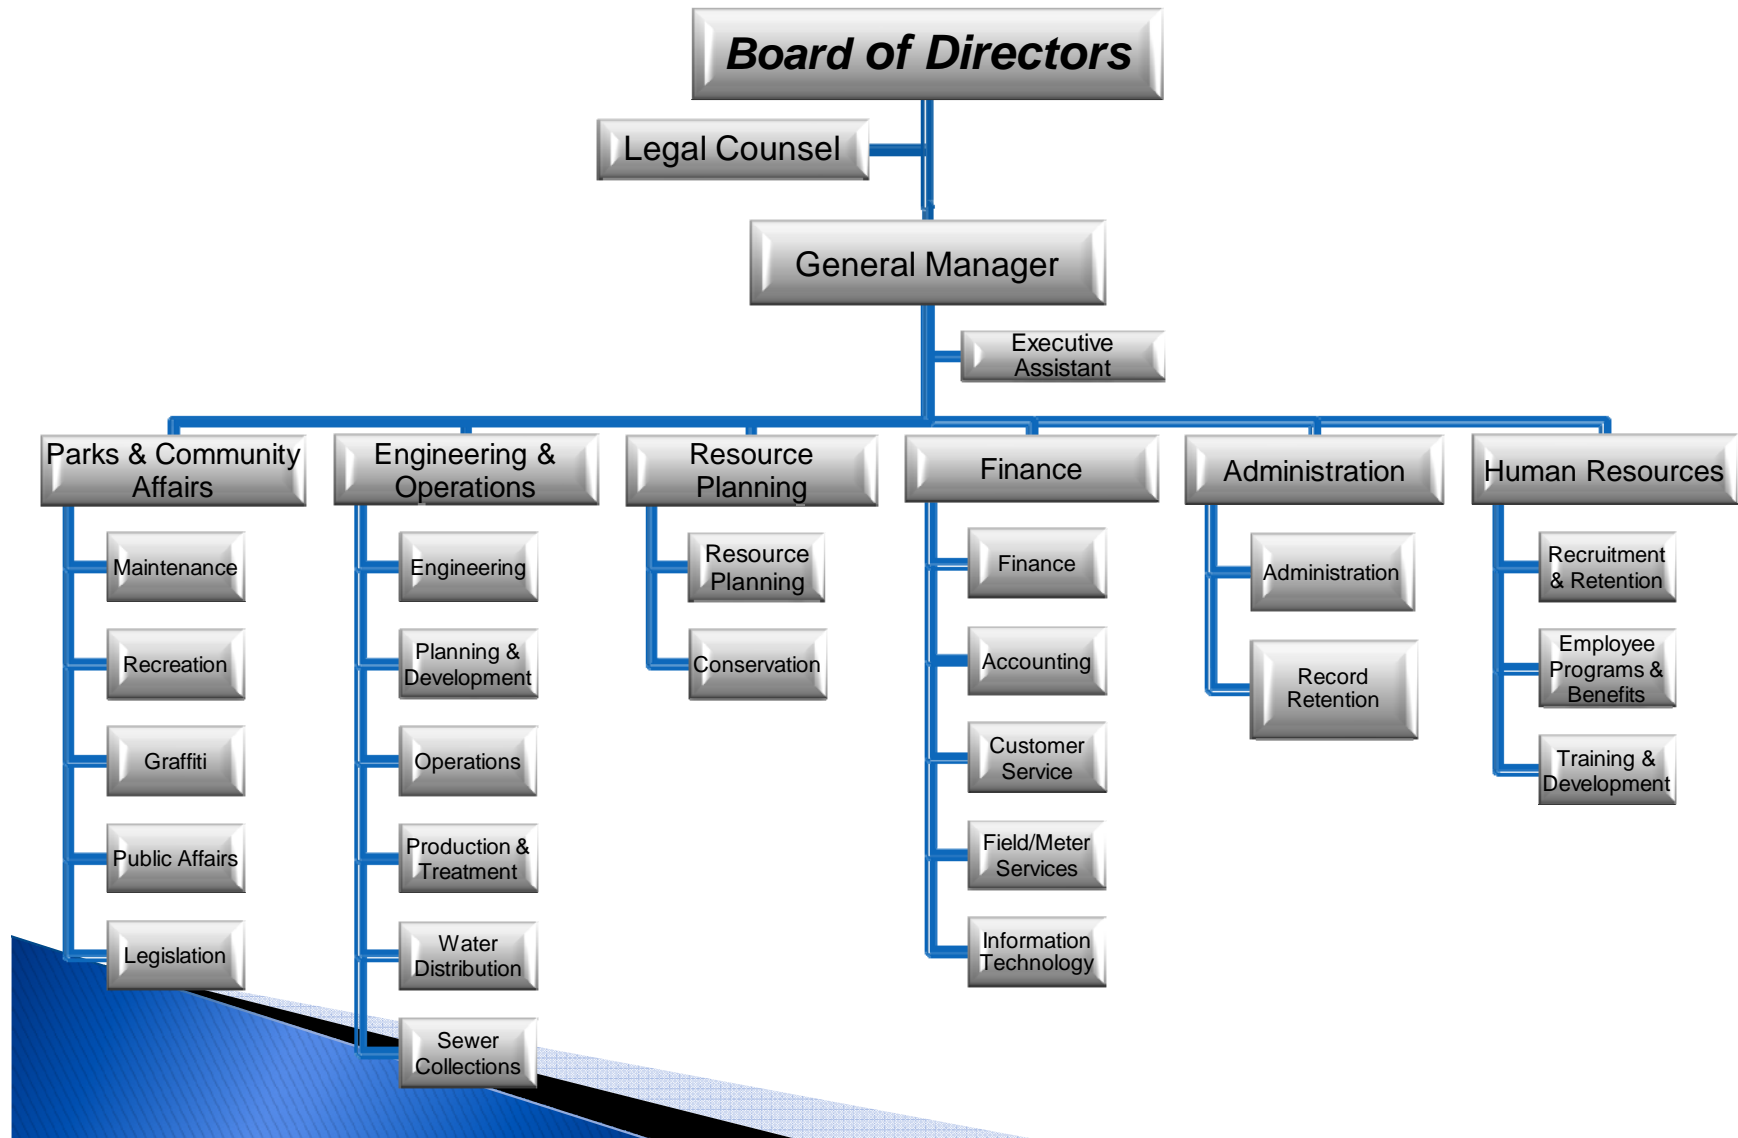 Board of Directors
Legal Counsel
General Manager
Executive
Assistant
Parks & Community
Affairs
Engineering &
Operations
Resource
Planning
Finance
Administration
Human Resources
Maintenance
Recreation
Graffiti
Public Affairs
Legislation
Engineering
Planning &
Development
Operations
Production &
Treatment
Water
Distribution
Sewer
Collections
Resource
Planning
Conservation
Finance
Accounting
Customer
Service
Field/Meter
Services
Information
Technology
Administration
Record
Retention
Recruitment
& Retention
Employee
Programs &
Benefits
Training &
Development